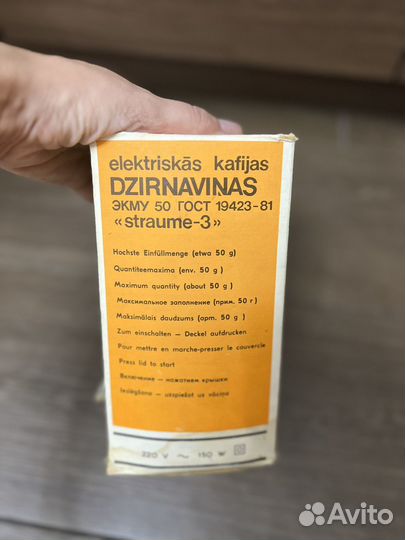 elektriskās kafijas
DZIRNAVIŅAS
ЭКМУ 50 ГОСТ 19423-81
«straume-3»
Hochste Einfüllmenge (etwa 50 g)
Quantiteemaxima (env. 50 g)
Maximum quantity (about 50 g)
Максимальное заполнение (прим. 50 г)
Maksimālais daudzums (apm. 50 g)
Zum einschalten — Deckel aufdrucken
Pour mettre en marche-presser le couvercle
Press lid to start
Включение — нажатием крышки
Ieslēgšana — uzspiežot uz vāciņa
220 V ~ 150 W
Avito